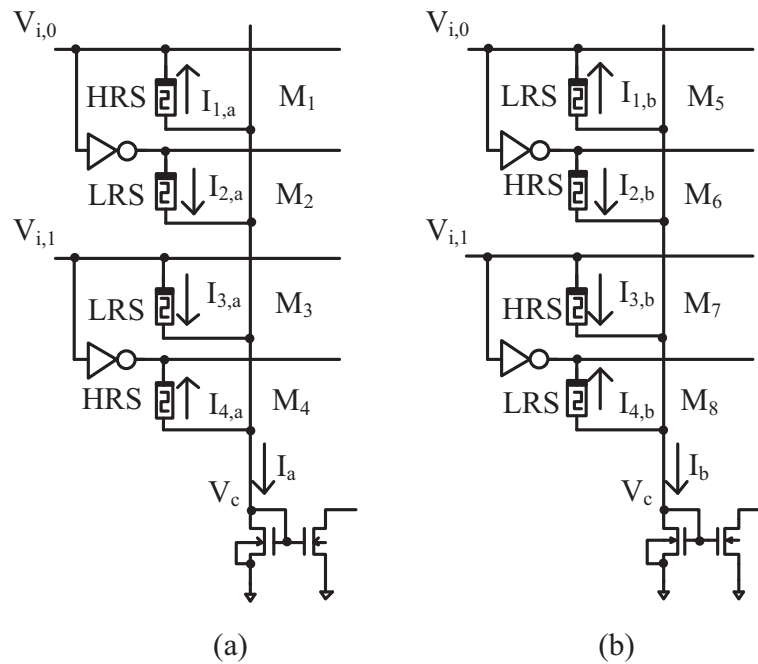 V_{i,0}
HRS
I_{1,a}
M_1
LRS
I_{2,a}
M_2
V_{i,1}
LRS
I_{3,a}
M_3
HRS
I_{4,a}
M_4
I_a
V_c
(a)
V_{i,0}
LRS
I_{1,b}
M_5
HRS
I_{2,b}
M_6
V_{i,1}
HRS
I_{3,b}
M_7
LRS
I_{4,b}
M_8
I_b
V_c
(b)